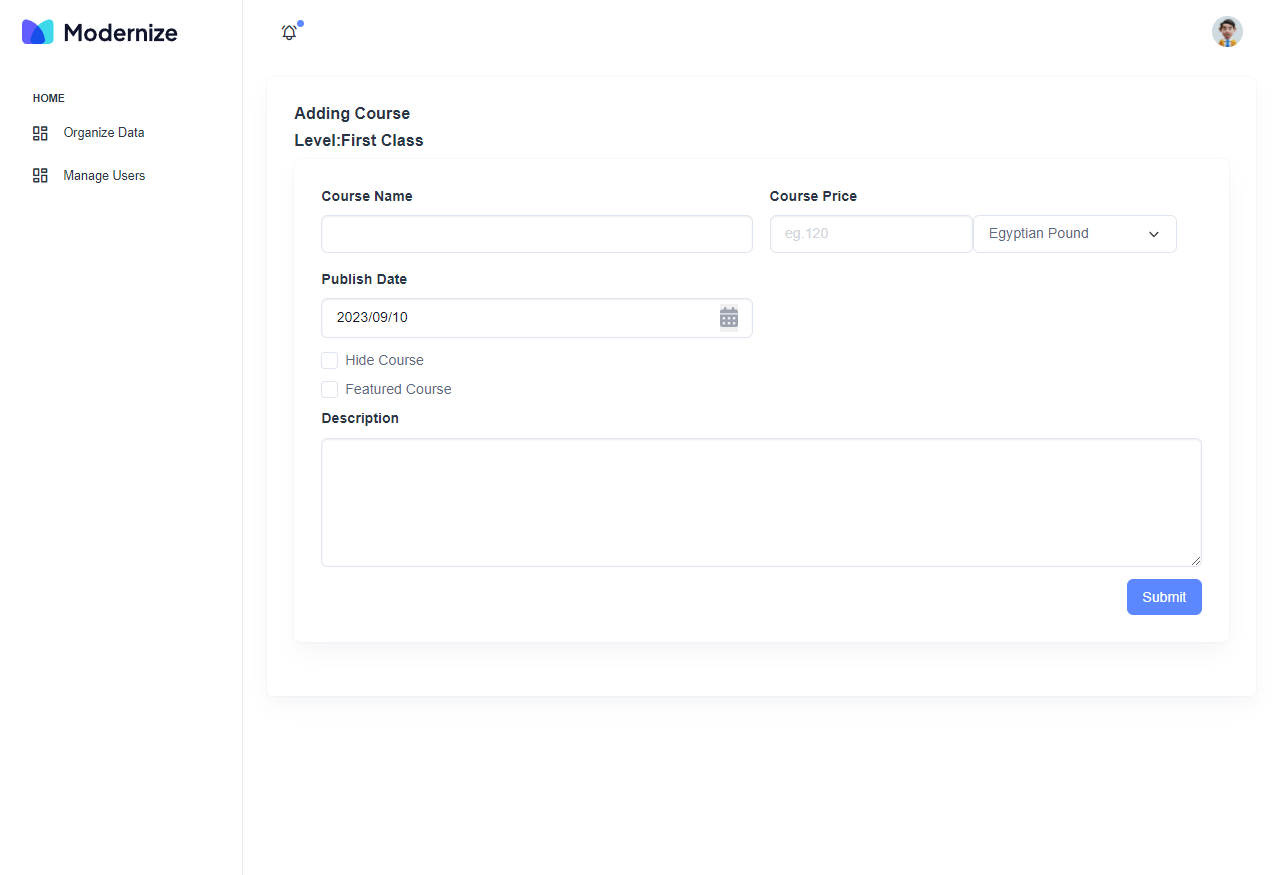 Modernize
HOME
Organize Data
Manage Users
Adding Course
Level:First Class
Course Name
Course Price
eg.120
Egyptian Pound
Publish Date
2023/09/10
Hide Course
Featured Course
Description
Submit